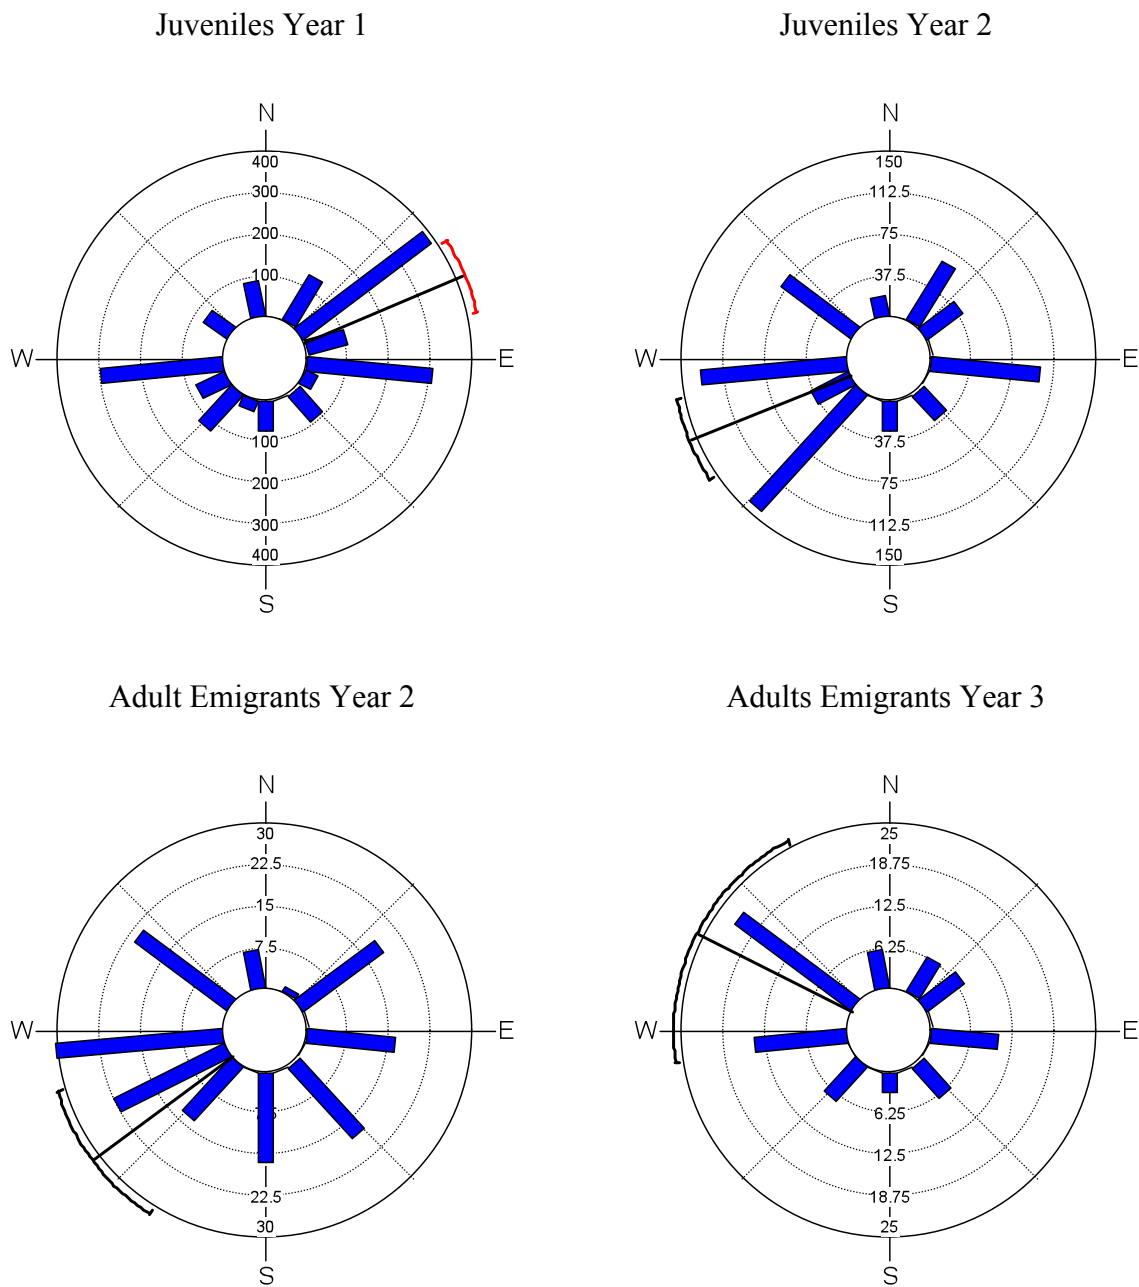 Juveniles Year 1
N
400
300
200
100
W
E
100
200
300
400
S
Juveniles Year 2
N
150
112.5
75
37.5
W
E
37.5
75
112.5
150
S
Adult Emigrants Year 2
N
30
22.5
15
7.5
W
E
22.5
30
S
Adults Emigrants Year 3
N
25
18.75
12.5
6.25
W
E
6.25
12.5
18.75
25
S